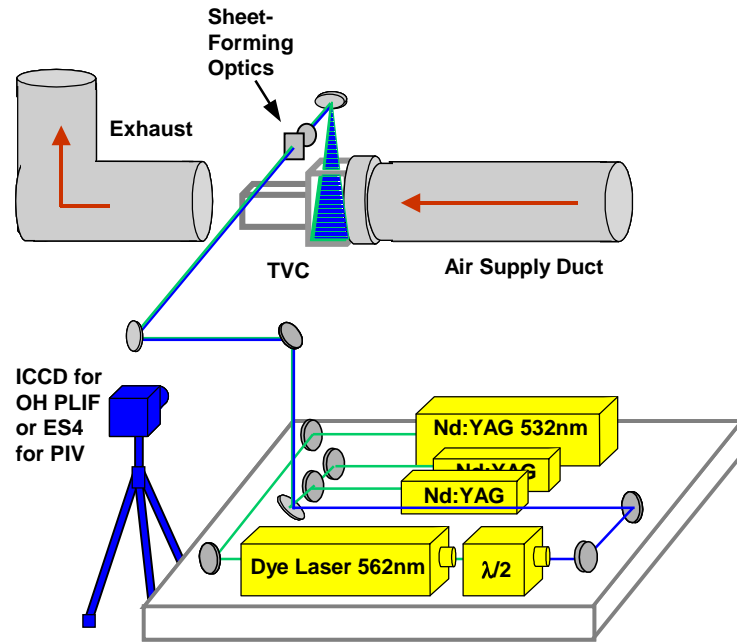 Sheet-
Forming
Optics
Exhaust
TVC
Air Supply Duct
ICCD for
OH PLIF
or ES4
for PIV
Nd:YAG 532nm
Nd:YAG
Nd:YAG
Dye Laser 562nm
λ/2